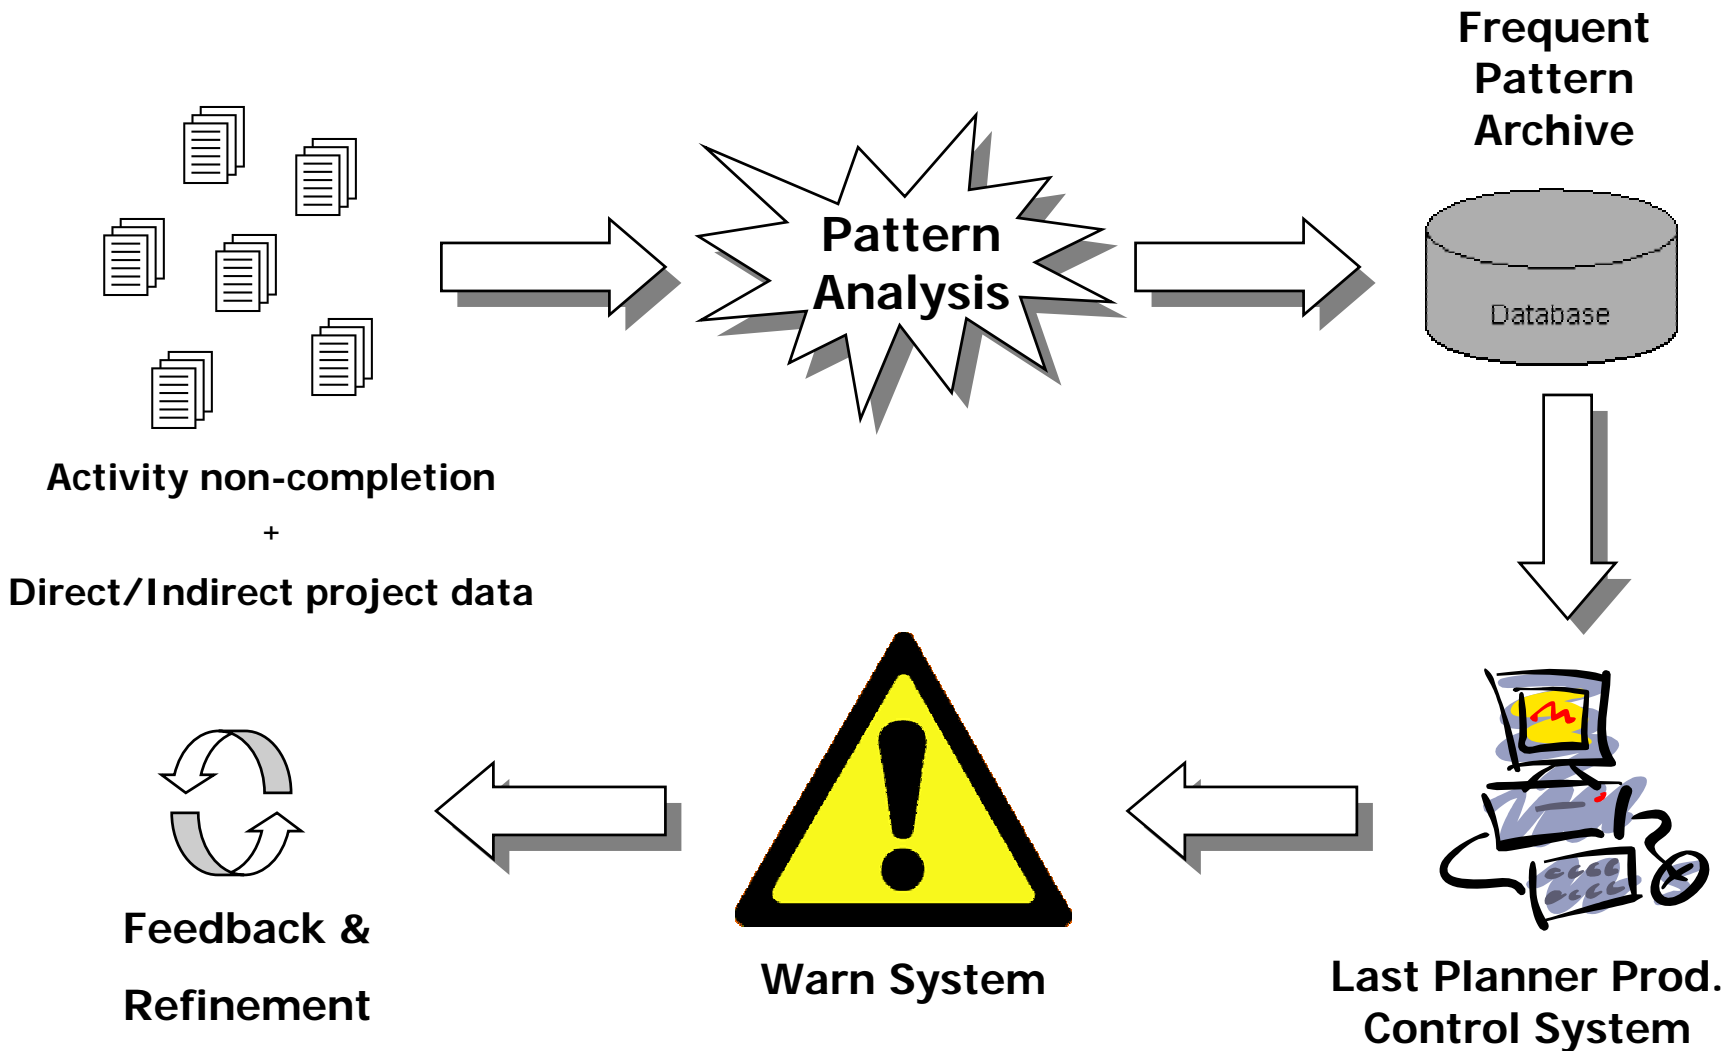 Frequent
Pattern
Archive
Pattern
Analysis
Database
Activity non-completion
+
Direct/Indirect project data
Feedback &
Refinement
Warn System
Last Planner Prod.
Control System